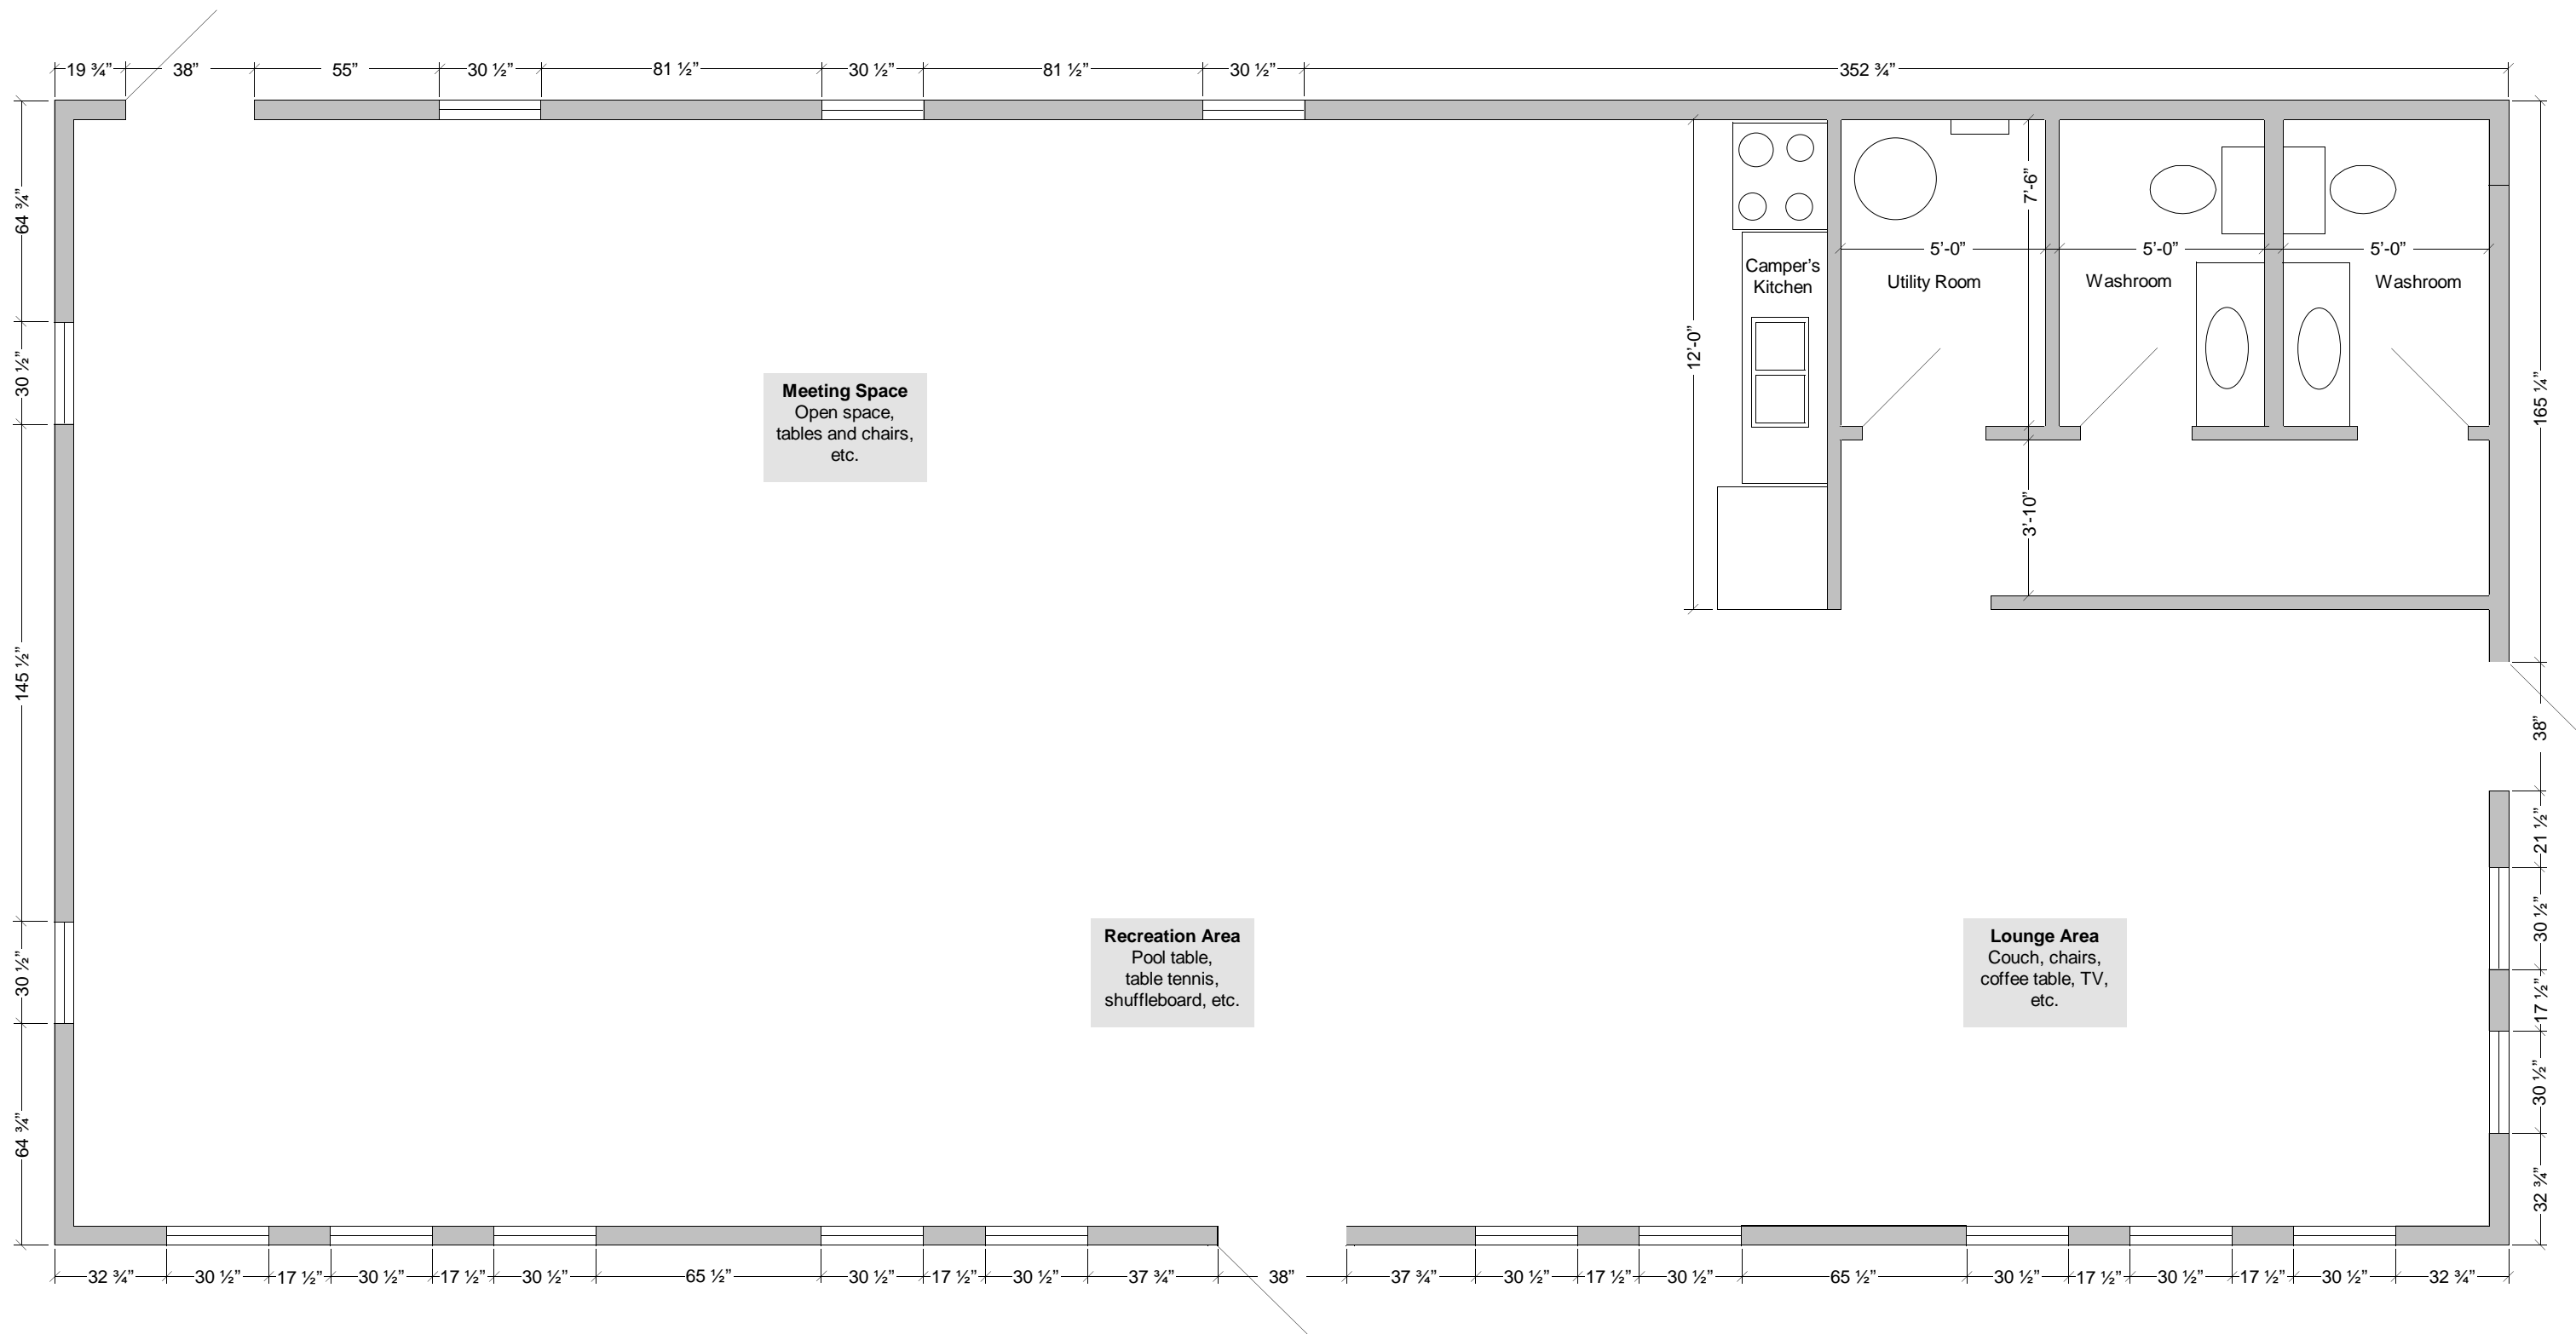 19 ¾” 38” 55” 30 ½” 81 ½” 30 ½” 81 ½” 30 ½” 352 ¾”
64 ¾”
30 ½”
145 ½”
30 ½”
64 ¾”
Meeting Space
Open space,
tables and chairs,
etc.
12’-0”
Camper’s
Kitchen
5’-0”
Utility Room
7’-6”
3’-10”
5’-0”
Washroom
5’-0”
Washroom
165 ¼”
38”
21 ½”
30 ½”
17 ½”
30 ½”
32 ¾”
Recreation Area
Pool table,
table tennis,
shuffleboard, etc.
Lounge Area
Couch, chairs,
coffee table, TV,
etc.
32 ¾” 30 ½” 17 ½” 30 ½” 17 ½” 30 ½” 65 ½” 30 ½” 17 ½” 30 ½” 37 ¾” 38” 37 ¾” 30 ½” 17 ½” 30 ½” 65 ½” 30 ½” 17 ½” 30 ½” 17 ½” 30 ½” 32 ¾”